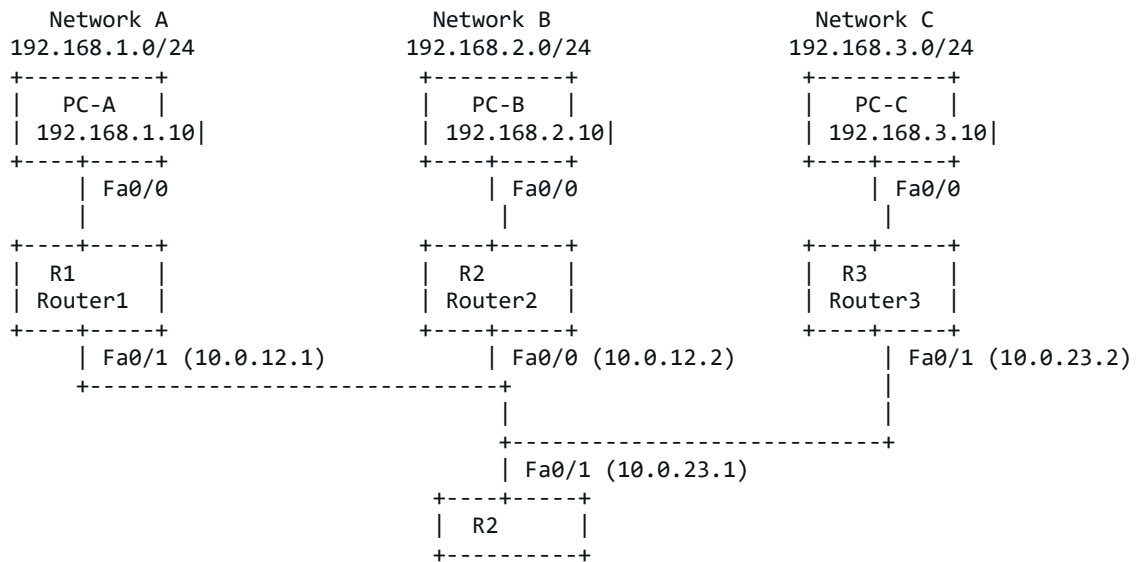 Network A Network B Network C
192.168.1.0/24 192.168.2.0/24 192.168.3.0/24
PC-A PC-B PC-C
192.168.1.10 192.168.2.10 192.168.3.10
Fa0/0 Fa0/0 Fa0/0
R1 R2 R3
Router1 Router2 Router3
Fa0/1 (10.0.12.1) Fa0/0 (10.0.12.2) Fa0/1 (10.0.23.2)
Fa0/1 (10.0.23.1)
R2